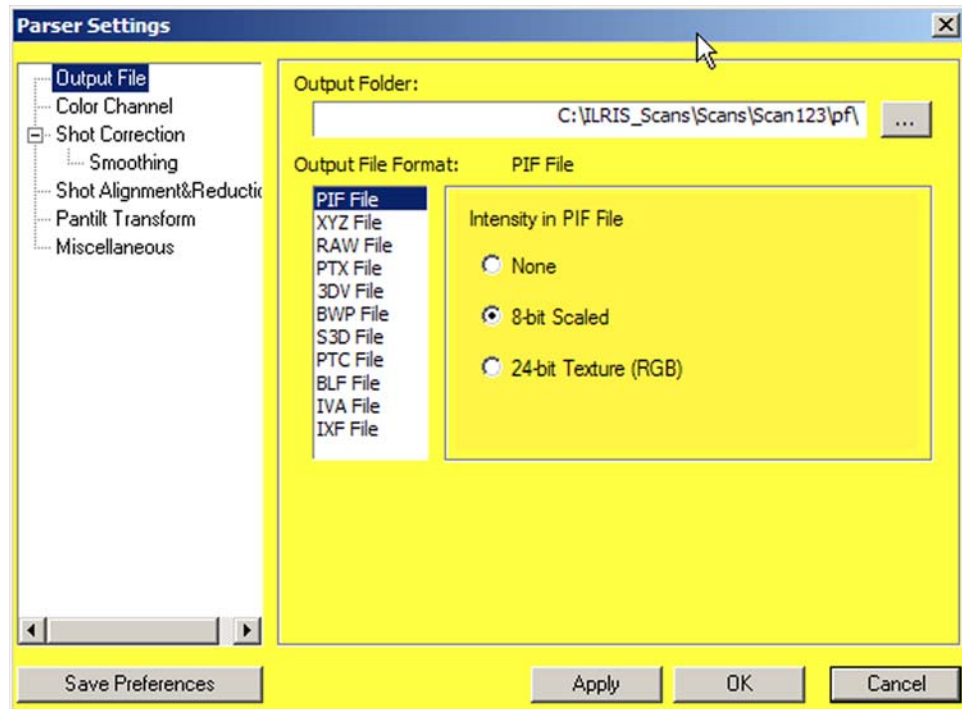 Parser Settings
Output File
Color Channel
Shot Correction
Smoothing
Shot Alignment&Reductic
Pantilt Transform
Miscellaneous
Output Folder:
C:\ILRIS_Scans\Scans\Scan123\pf\
...
Output File Format: PIF File
PIF File
XYZ File
RAW File
PTX File
3DV File
BWP File
S3D File
PTC File
BLF File
IVA File
IXF File
Intensity in PIF File
None
8-bit Scaled
24-bit Texture (RGB)
Save Preferences
Apply
OK
Cancel